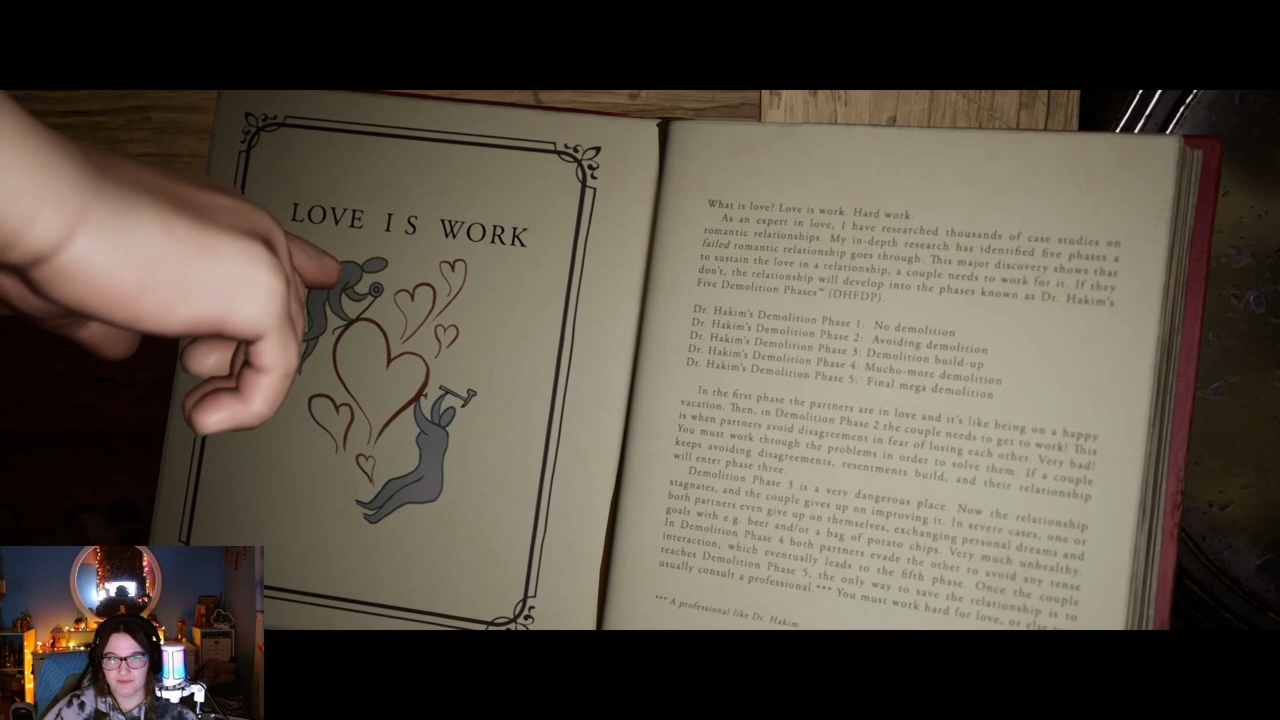 LOVE IS WORK
What is love? Love is work. Hard work.
As an expert in love, I have researched thousands of case studies on
romantic relationships. My in-depth research has identified five phases a
failed romantic relationship goes through. This major discovery shows that
to sustain the love in a relationship, a couple needs to work for it. If they
don't, the relationship will develop into the phases known as Dr. Hakim's
Five Demolition Phases™ (DHFDP).
Dr. Hakim's Demolition Phase 1: No demolition
Dr. Hakim's Demolition Phase 2: Avoiding demolition
Dr. Hakim's Demolition Phase 3: Demolition build-up
Dr. Hakim's Demolition Phase 4: Mucho-more demolition
Dr. Hakim's Demolition Phase 5: Final mega demolition
In the first phase the partners are in love and it's like being on a happy
vacation. Then, in Demolition Phase 2 the couple needs to get to work! This
is when partners avoid disagreement in fear of losing each other. Very bad!
You must work through the problems in order to solve them. If a couple
keeps avoiding disagreements, resentments build, and their relationship
will enter phase three.
Demolition Phase 3 is a very dangerous place. Now the relationship
stagnates, and the couple gives up on improving it. In severe cases, one or
both partners even give up on themselves, exchanging personal dreams and
goals with e.g. beer and/or a bag of potato chips. Very much unhealthy.
In Demolition Phase 4 both partners evade the other to avoid any tense
interaction, which eventually leads to the fifth phase. Once the couple
reaches Demolition Phase 5, the only way to save the relationship is to
usually consult a professional.*** You must work hard for love, or else
*** A professional like Dr. Hakim.